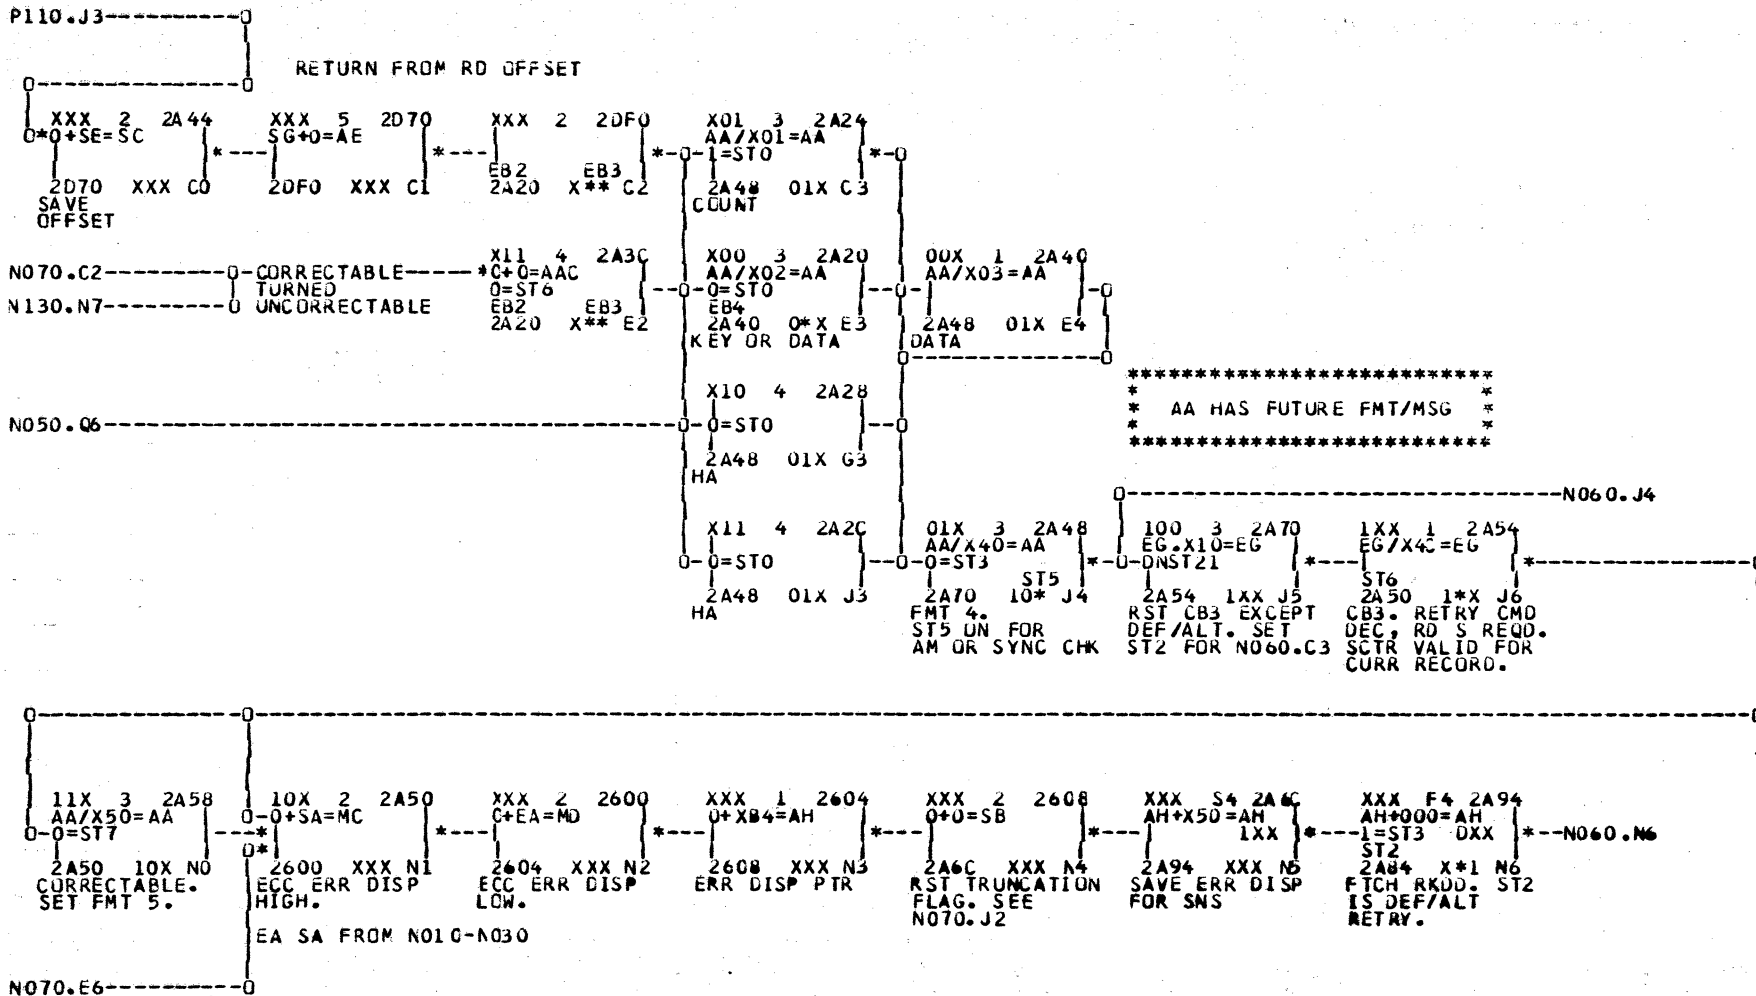 P110.J3
RETURN FROM RD OFFSET
XXX 2 2A44 XXX 5 2D70 XXX 2 2DF0 X01 3 2A24
*0+SE=SC SG+0=AE AA/X01=AA
1=ST0
EB2 EB3
2D70 XXX C0 2DF0 XXX C1 2A20 X** C2 2A48 01X C3
SAVE COUNT
OFFSET
X11 4 2A3C X00 3 2A20 00X 1 2A40
N070.C2 CORRECTABLE *C+0=AAC AA/X02=AA AA/X03=AA
TURNED 0=ST6 0=ST0
N130.N7 UNCORRECTABLE EB2 EB3 EB4
2A20 X** E2 2A40 0*X E3 2A48 01X E4
KEY OR DATA DATA
X10 4 2A28
* AA HAS FUTURE FMT/MSG *
N050.Q6 0=ST0
2A48 01X G3
HA
N060.J4
X11 4 2A2C 01X 3 2A48 100 3 2A70 1XX 1 2A54
AA/X40=AA EG.X10=EG EG/X4C=EG
0=ST0 0=ST3 DNST21
ST5 ST6
2A48 01X J3 2A70 10* J4 2A54 1XX J5 2A50 1*X J6
HA FMT 4. RST CB3 EXCEPT CB3. RETRY CMD
ST5 ON FOR DEF/ALT. SET DEC, RD S REQD.
AM OR SYNC CHK ST2 FOR N060.C3 SCTR VALID FOR
CURR RECORD.
11X 3 2A58 10X 2 2A50 XXX 2 2600 XXX 1 2604 XXX 2 2608 XXX S4 2A6C XXX F4 2A94
AA/X50=AA 0+SA=MC C+EA=MD 0+XB4=AH 0+0=SB AH+X50=AH AH+000=AH
0=ST7 1XX 1=ST3 0XX *--N060.N6
ST2
2A50 10X N0 2600 XXX N1 2604 XXX N2 2608 XXX N3 2A6C XXX N4 2A94 XXX N5 2A84 X*1 N6
CORRECTABLE. ECC ERR DISP ECC ERR DISP ERR DISP PTR RST TRUNCATION SAVE ERR DISP FTCH RKDD. ST2
SET FMT 5. HIGH. LOW. FLAG. SEE FOR SNS IS DEF/ALT
N070.J2 RETRY.
EA SA FROM N010-N030
N070.E6